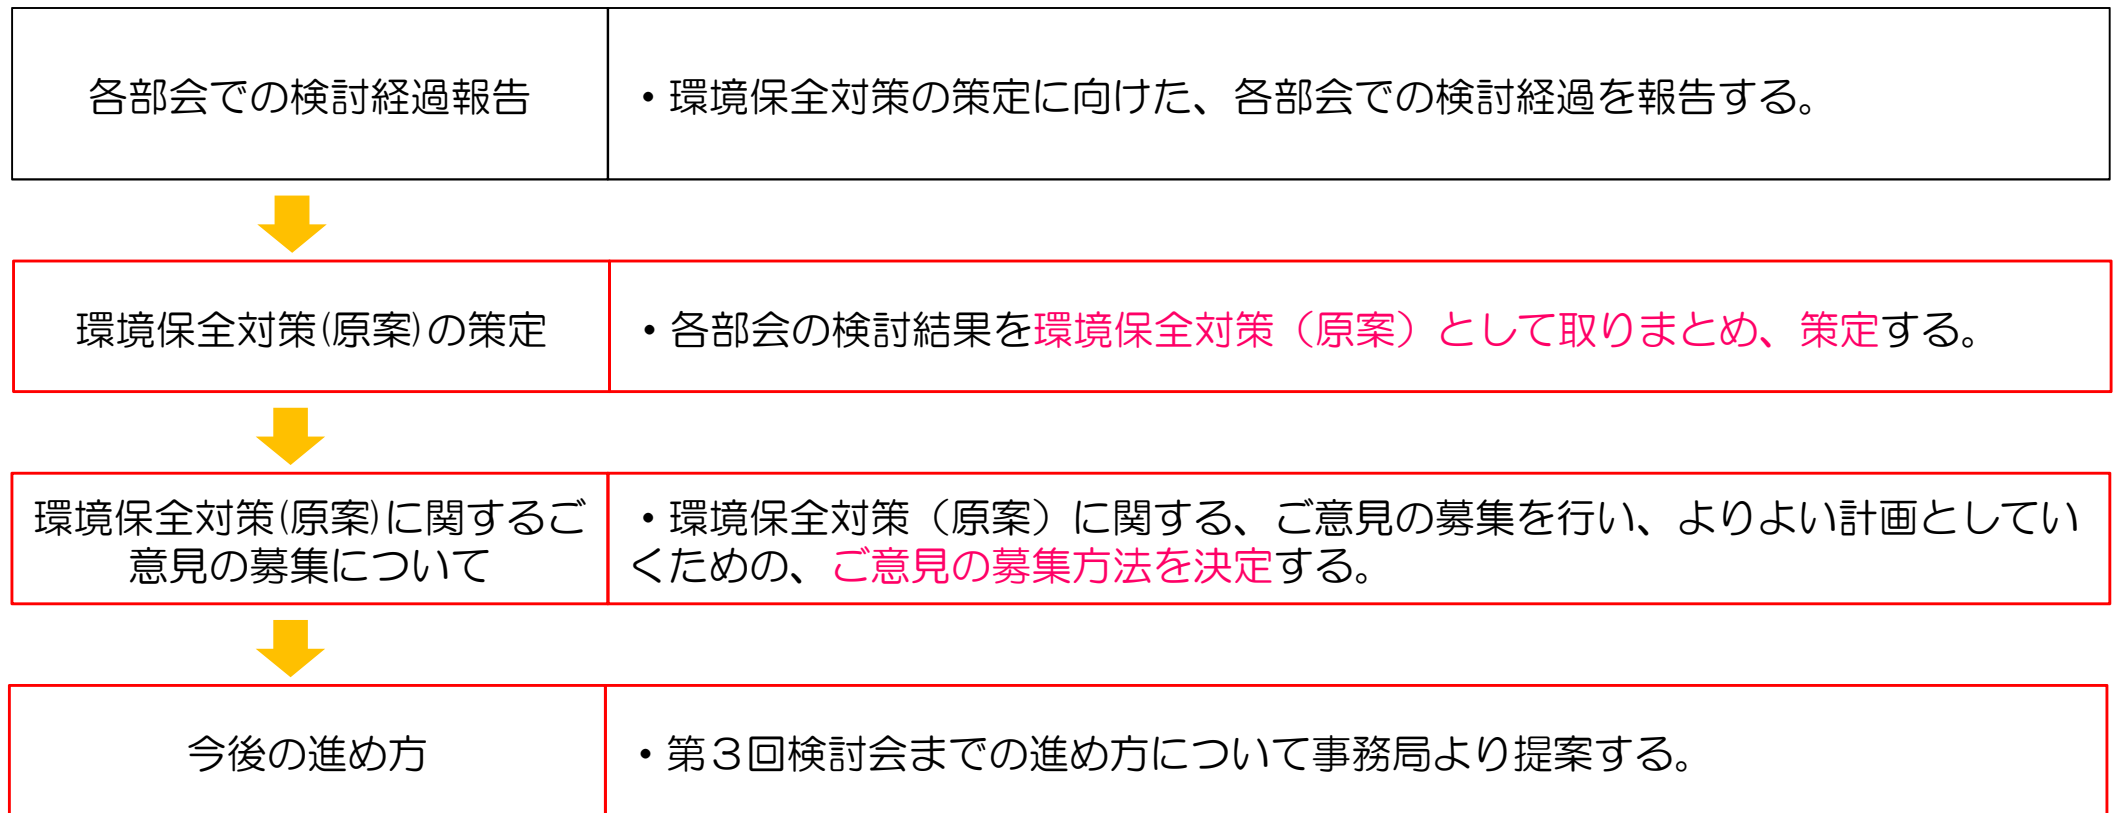 各部会での検討経過報告
・環境保全対策の策定に向けた、各部会での検討経過を報告する。
環境保全対策(原案)の策定
・各部会の検討結果を環境保全対策（原案）として取りまとめ、策定する。
環境保全対策(原案)に関するご
意見の募集について
・環境保全対策（原案）に関する、ご意見の募集を行い、よりよい計画としてい
くための、ご意見の募集方法を決定する。
今後の進め方
・第３回検討会までの進め方について事務局より提案する。